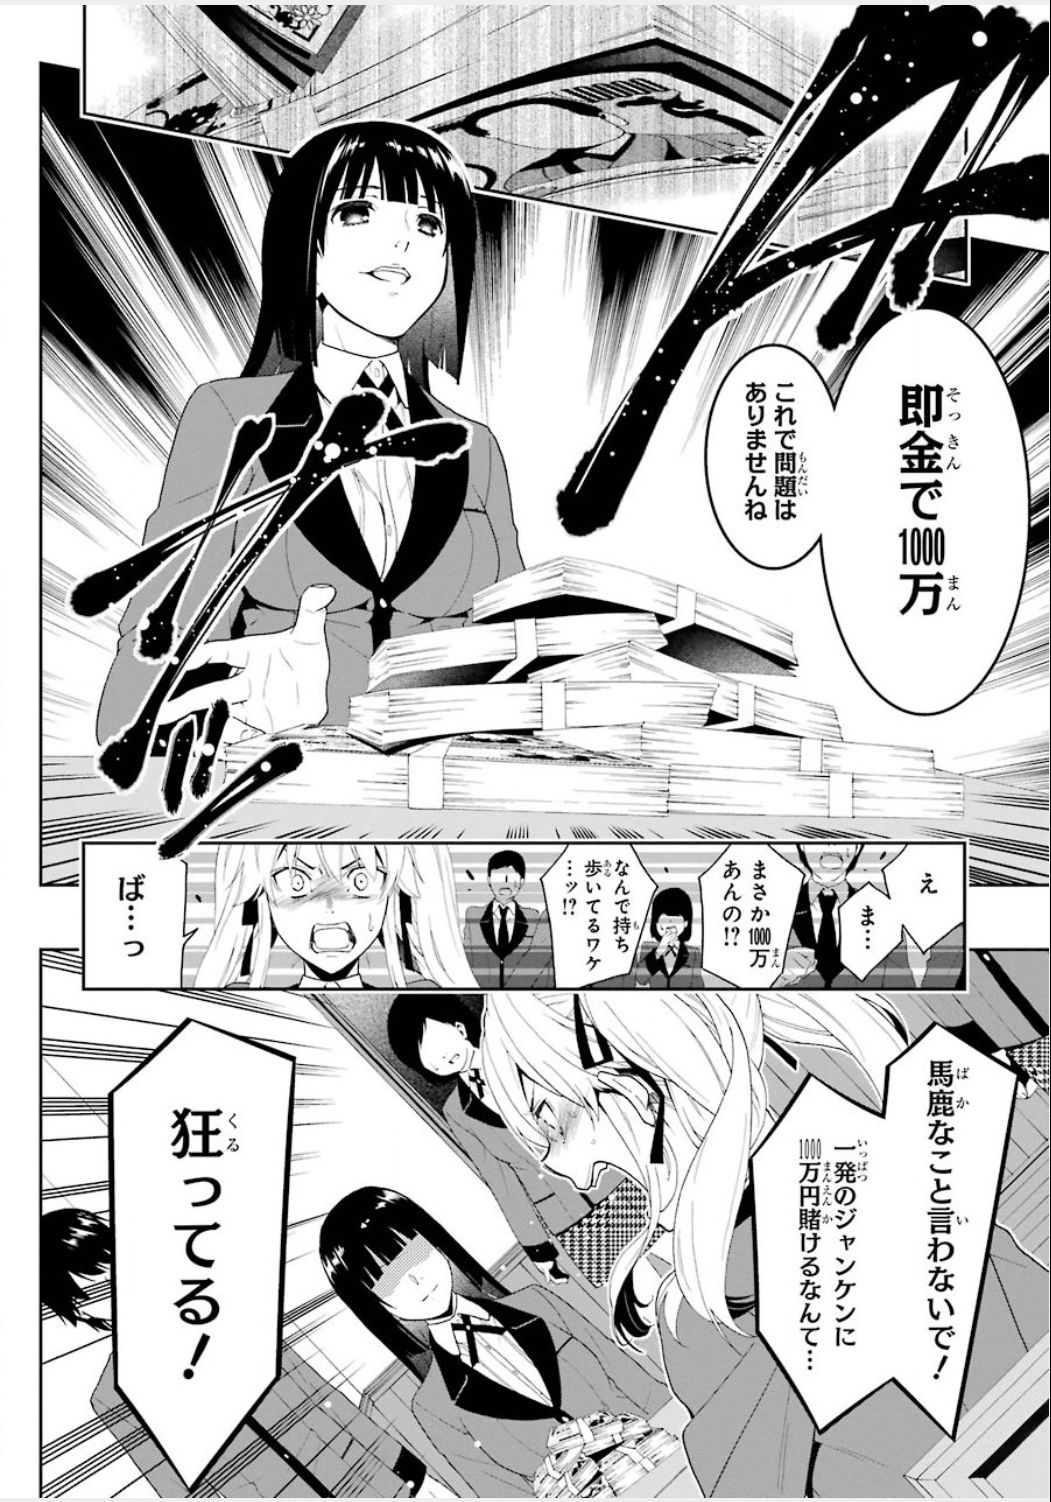 即金で1000万
これで問題は
ありませんね
え
ま…
まさか1000万
あんの!?
なんで持ち
歩いてるワケ
…ッ!?
ば…っ
馬鹿なこと言わないで！
一発のジャンケンに
1000万円賭けるなんて…
狂ってる！